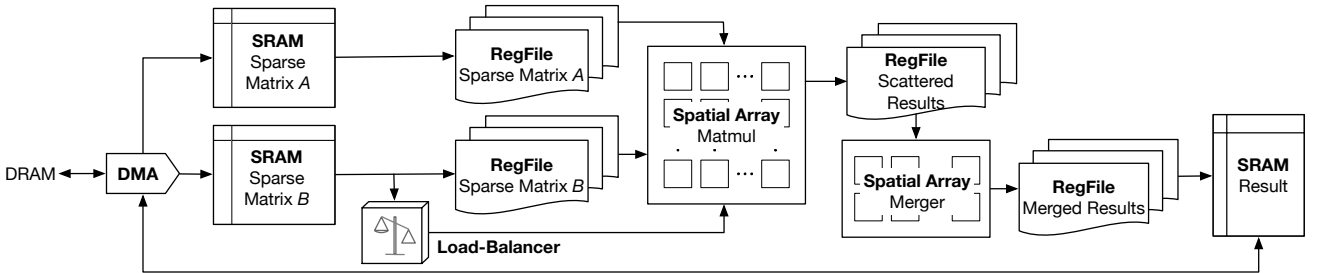 DRAM
DMA
SRAM
Sparse
Matrix A
SRAM
Sparse
Matrix B
RegFile
Sparse Matrix A
RegFile
Sparse Matrix B
Load-Balancer
Spatial Array
Matmul
RegFile
Scattered
Results
Spatial Array
Merger
RegFile
Merged Results
SRAM
Result